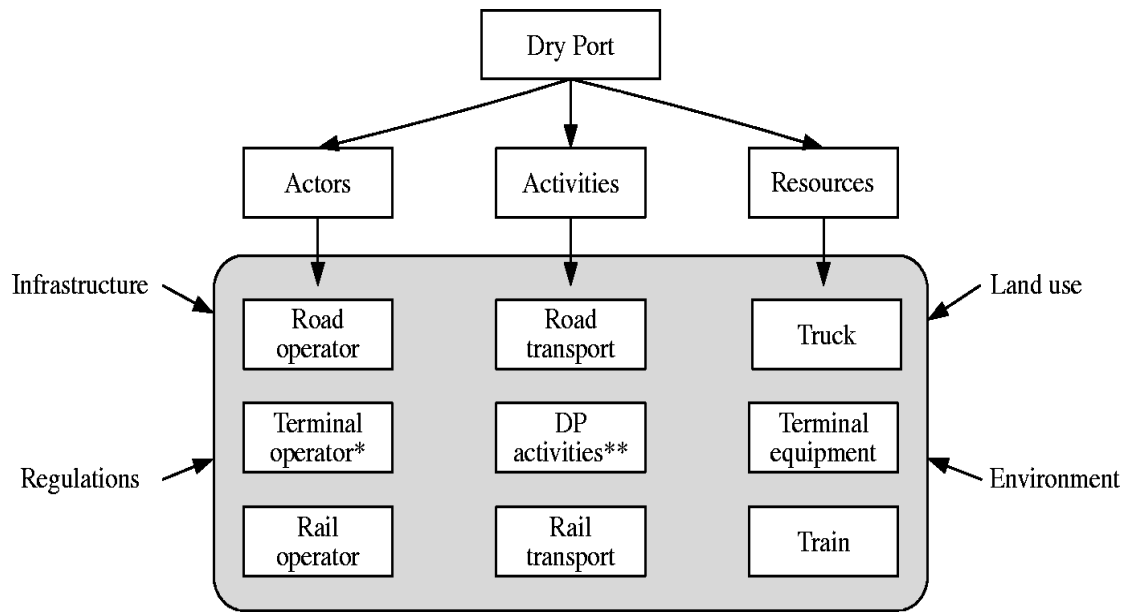 Dry Port
Actors
Activities
Resources
Infrastructure
Land use
Road
operator
Road
transport
Truck
Terminal
operator*
DP
activities**
Terminal
equipment
Regulations
Environment
Rail
operator
Rail
transport
Train